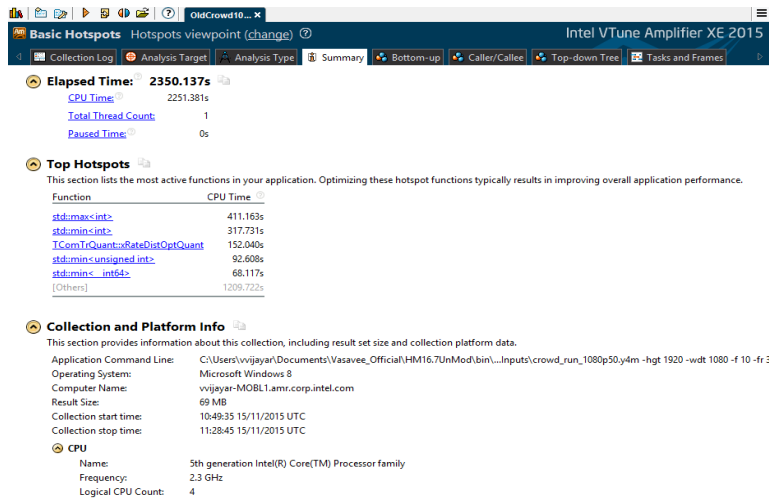 OldCrowd10... ×
Basic Hotspots Hotspots viewpoint (change) ? Intel VTune Amplifier XE 2015
Collection Log Analysis Target Analysis Type Summary Bottom-up Caller/Callee Top-down Tree Tasks and Frames
Elapsed Time: ? 2350.137s
CPU Time: ? 2251.381s
Total Thread Count: 1
Paused Time: ? 0s
Top Hotspots
This section lists the most active functions in your application. Optimizing these hotspot functions typically results in improving overall application performance.
Function CPU Time ?
std::max<int> 411.163s
std::min<int> 317.731s
TComTrQuant::xRateDistOptQuant 152.040s
std::min<unsigned int> 92.608s
std::min<__int64> 68.117s
[Others] 1209.722s
Collection and Platform Info
This section provides information about this collection, including result set size and collection platform data.
Application Command Line: C:\Users\vvijayar\Documents\Vasavee_Official\HM16.7UnMod\bin\...Inputs\crowd_run_1080p50.y4m -hgt 1920 -wdt 1080 -f 10 -fr 3
Operating System: Microsoft Windows 8
Computer Name: vvijayar-MOBL1.amr.corp.intel.com
Result Size: 69 MB
Collection start time: 10:49:35 15/11/2015 UTC
Collection stop time: 11:28:45 15/11/2015 UTC
CPU
Name: 5th generation Intel(R) Core(TM) Processor family
Frequency: 2.3 GHz
Logical CPU Count: 4